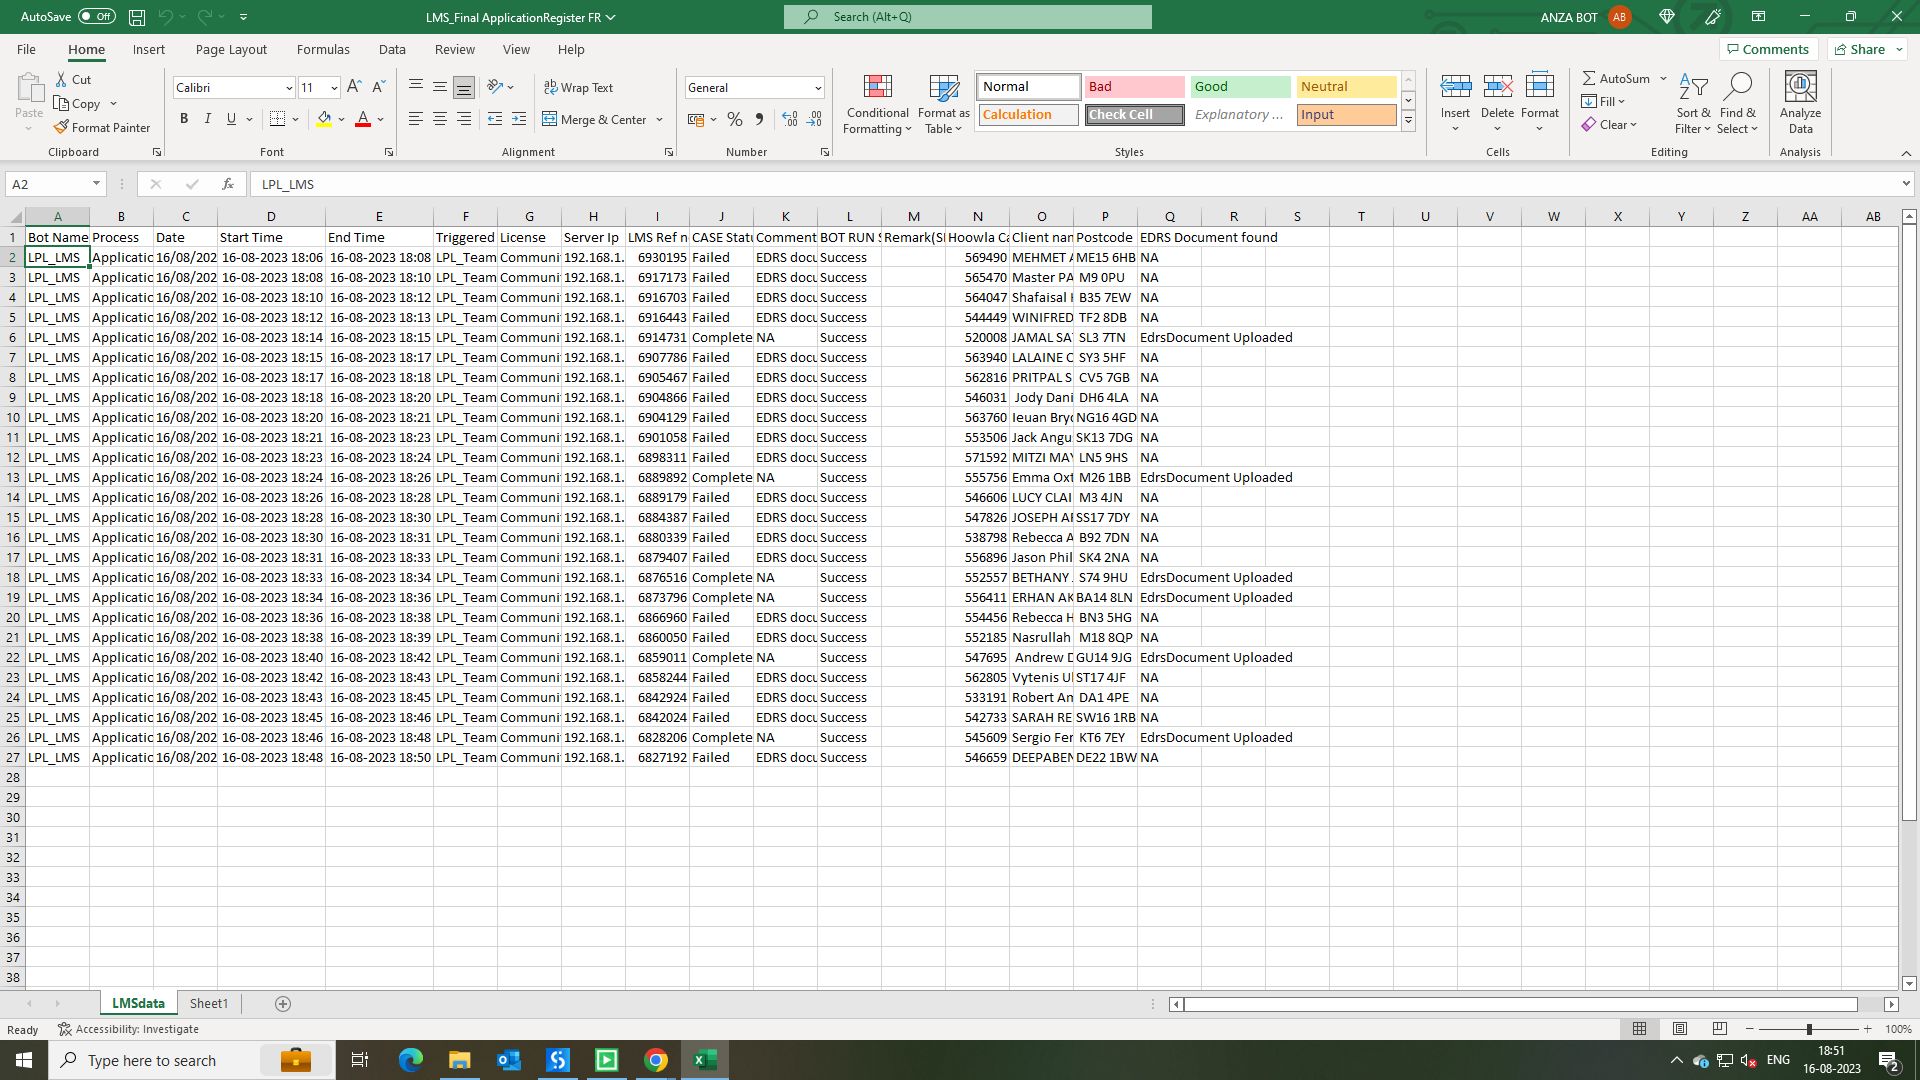 AutoSave Off LMS_Final ApplicationRegister FR Search (Alt+Q) ANZA BOT AB
File Home Insert Page Layout Formulas Data Review View Help Comments Share
Paste Cut Copy Format Painter Clipboard
Calibri 11 B I U Font
Wrap Text Merge & Center Alignment
General % Number
Conditional Formatting Format as Table
Normal Bad Good Neutral
Calculation Check Cell Explanatory ... Input
Styles
Insert Delete Format Cells
AutoSum Fill Clear Sort & Filter Find & Select Editing
Analyze Data Analysis
A2 fx LPL_LMS
A B C D E F G H I J K L M N O P Q R S T U V W X Y Z AA AB
1 Bot Name Process Date Start Time End Time Triggered License Server Ip LMS Ref n CASE Statu Comment BOT RUN S Remark(SI Hoowla Ca Client nam Postcode EDRS Document found
2 LPL_LMS Applicatio 16/08/202 16-08-2023 18:06 16-08-2023 18:08 LPL_Team Communi 192.168.1. 6930195 Failed EDRS docu Success 569490 MEHMET A ME15 6HB NA
3 LPL_LMS Applicatio 16/08/202 16-08-2023 18:08 16-08-2023 18:10 LPL_Team Communi 192.168.1. 6917173 Failed EDRS docu Success 565470 Master PA M9 0PU NA
4 LPL_LMS Applicatio 16/08/202 16-08-2023 18:10 16-08-2023 18:12 LPL_Team Communi 192.168.1. 6916703 Failed EDRS docu Success 564047 Shafaisal H B35 7EW NA
5 LPL_LMS Applicatio 16/08/202 16-08-2023 18:12 16-08-2023 18:13 LPL_Team Communi 192.168.1. 6916443 Failed EDRS docu Success 544449 WINIFRED TF2 8DB NA
6 LPL_LMS Applicatio 16/08/202 16-08-2023 18:14 16-08-2023 18:15 LPL_Team Communi 192.168.1. 6914731 Complete NA Success 520008 JAMAL SA SL3 7TN EdrsDocument Uploaded
7 LPL_LMS Applicatio 16/08/202 16-08-2023 18:15 16-08-2023 18:17 LPL_Team Communi 192.168.1. 6907786 Failed EDRS docu Success 563940 LALAINE C SY3 5HF NA
8 LPL_LMS Applicatio 16/08/202 16-08-2023 18:17 16-08-2023 18:18 LPL_Team Communi 192.168.1. 6905467 Failed EDRS docu Success 562816 PRITPAL S CV5 7GB NA
9 LPL_LMS Applicatio 16/08/202 16-08-2023 18:18 16-08-2023 18:20 LPL_Team Communi 192.168.1. 6904866 Failed EDRS docu Success 546031 Jody Dani DH6 4LA NA
10 LPL_LMS Applicatio 16/08/202 16-08-2023 18:20 16-08-2023 18:21 LPL_Team Communi 192.168.1. 6904129 Failed EDRS docu Success 563760 Ieuan Bryc NG16 4GD NA
11 LPL_LMS Applicatio 16/08/202 16-08-2023 18:21 16-08-2023 18:23 LPL_Team Communi 192.168.1. 6901058 Failed EDRS docu Success 553506 Jack Angu SK13 7DG NA
12 LPL_LMS Applicatio 16/08/202 16-08-2023 18:23 16-08-2023 18:24 LPL_Team Communi 192.168.1. 6898311 Failed EDRS docu Success 571592 MITZI MAY LN5 9HS NA
13 LPL_LMS Applicatio 16/08/202 16-08-2023 18:24 16-08-2023 18:26 LPL_Team Communi 192.168.1. 6889892 Complete NA Success 555756 Emma Oxt M26 1BB EdrsDocument Uploaded
14 LPL_LMS Applicatio 16/08/202 16-08-2023 18:26 16-08-2023 18:28 LPL_Team Communi 192.168.1. 6889179 Failed EDRS docu Success 546606 LUCY CLAI M3 4JN NA
15 LPL_LMS Applicatio 16/08/202 16-08-2023 18:28 16-08-2023 18:30 LPL_Team Communi 192.168.1. 6884387 Failed EDRS docu Success 547826 JOSEPH AR SS17 7DY NA
16 LPL_LMS Applicatio 16/08/202 16-08-2023 18:30 16-08-2023 18:31 LPL_Team Communi 192.168.1. 6880339 Failed EDRS docu Success 538798 Rebecca A B92 7DN NA
17 LPL_LMS Applicatio 16/08/202 16-08-2023 18:31 16-08-2023 18:33 LPL_Team Communi 192.168.1. 6879407 Failed EDRS docu Success 556896 Jason Phil SK4 2NA NA
18 LPL_LMS Applicatio 16/08/202 16-08-2023 18:33 16-08-2023 18:34 LPL_Team Communi 192.168.1. 6876516 Complete NA Success 552557 BETHANY S74 9HU EdrsDocument Uploaded
19 LPL_LMS Applicatio 16/08/202 16-08-2023 18:34 16-08-2023 18:36 LPL_Team Communi 192.168.1. 6873796 Complete NA Success 556411 ERHAN AK BA14 8LN EdrsDocument Uploaded
20 LPL_LMS Applicatio 16/08/202 16-08-2023 18:36 16-08-2023 18:38 LPL_Team Communi 192.168.1. 6866960 Failed EDRS docu Success 554456 Rebecca H BN3 5HG NA
21 LPL_LMS Applicatio 16/08/202 16-08-2023 18:38 16-08-2023 18:39 LPL_Team Communi 192.168.1. 6860050 Failed EDRS docu Success 552185 Nasrullah M18 8QP NA
22 LPL_LMS Applicatio 16/08/202 16-08-2023 18:40 16-08-2023 18:42 LPL_Team Communi 192.168.1. 6859011 Complete NA Success 547695 Andrew D GU14 9JG EdrsDocument Uploaded
23 LPL_LMS Applicatio 16/08/202 16-08-2023 18:42 16-08-2023 18:43 LPL_Team Communi 192.168.1. 6858244 Failed EDRS docu Success 562805 Vytenis Ul ST17 4JF NA
24 LPL_LMS Applicatio 16/08/202 16-08-2023 18:43 16-08-2023 18:45 LPL_Team Communi 192.168.1. 6842924 Failed EDRS docu Success 533191 Robert An DA1 4PE NA
25 LPL_LMS Applicatio 16/08/202 16-08-2023 18:45 16-08-2023 18:46 LPL_Team Communi 192.168.1. 6842024 Failed EDRS docu Success 542733 SARAH RE SW16 1RB NA
26 LPL_LMS Applicatio 16/08/202 16-08-2023 18:46 16-08-2023 18:48 LPL_Team Communi 192.168.1. 6828206 Complete NA Success 545609 Sergio Fer KT6 7EY EdrsDocument Uploaded
27 LPL_LMS Applicatio 16/08/202 16-08-2023 18:48 16-08-2023 18:50 LPL_Team Communi 192.168.1. 6827192 Failed EDRS docu Success 546659 DEEPABEN DE22 1BW NA
28
29
30
31
32
33
34
35
36
37
38
LMSdata Sheet1
Ready Accessibility: Investigate 100%
Type here to search ENG 18:51
16-08-2023 2